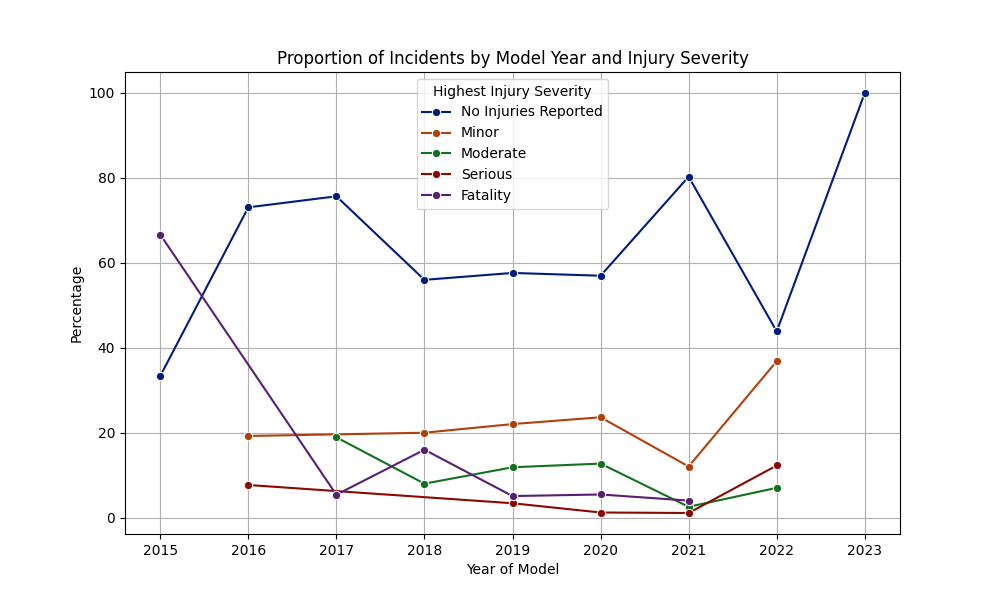 Proportion of Incidents by Model Year and Injury Severity
Highest Injury Severity
No Injuries Reported
Minor
Moderate
Serious
Fatality
Percentage
100
80
60
40
20
0
2015 2016 2017 2018 2019 2020 2021 2022 2023
Year of Model